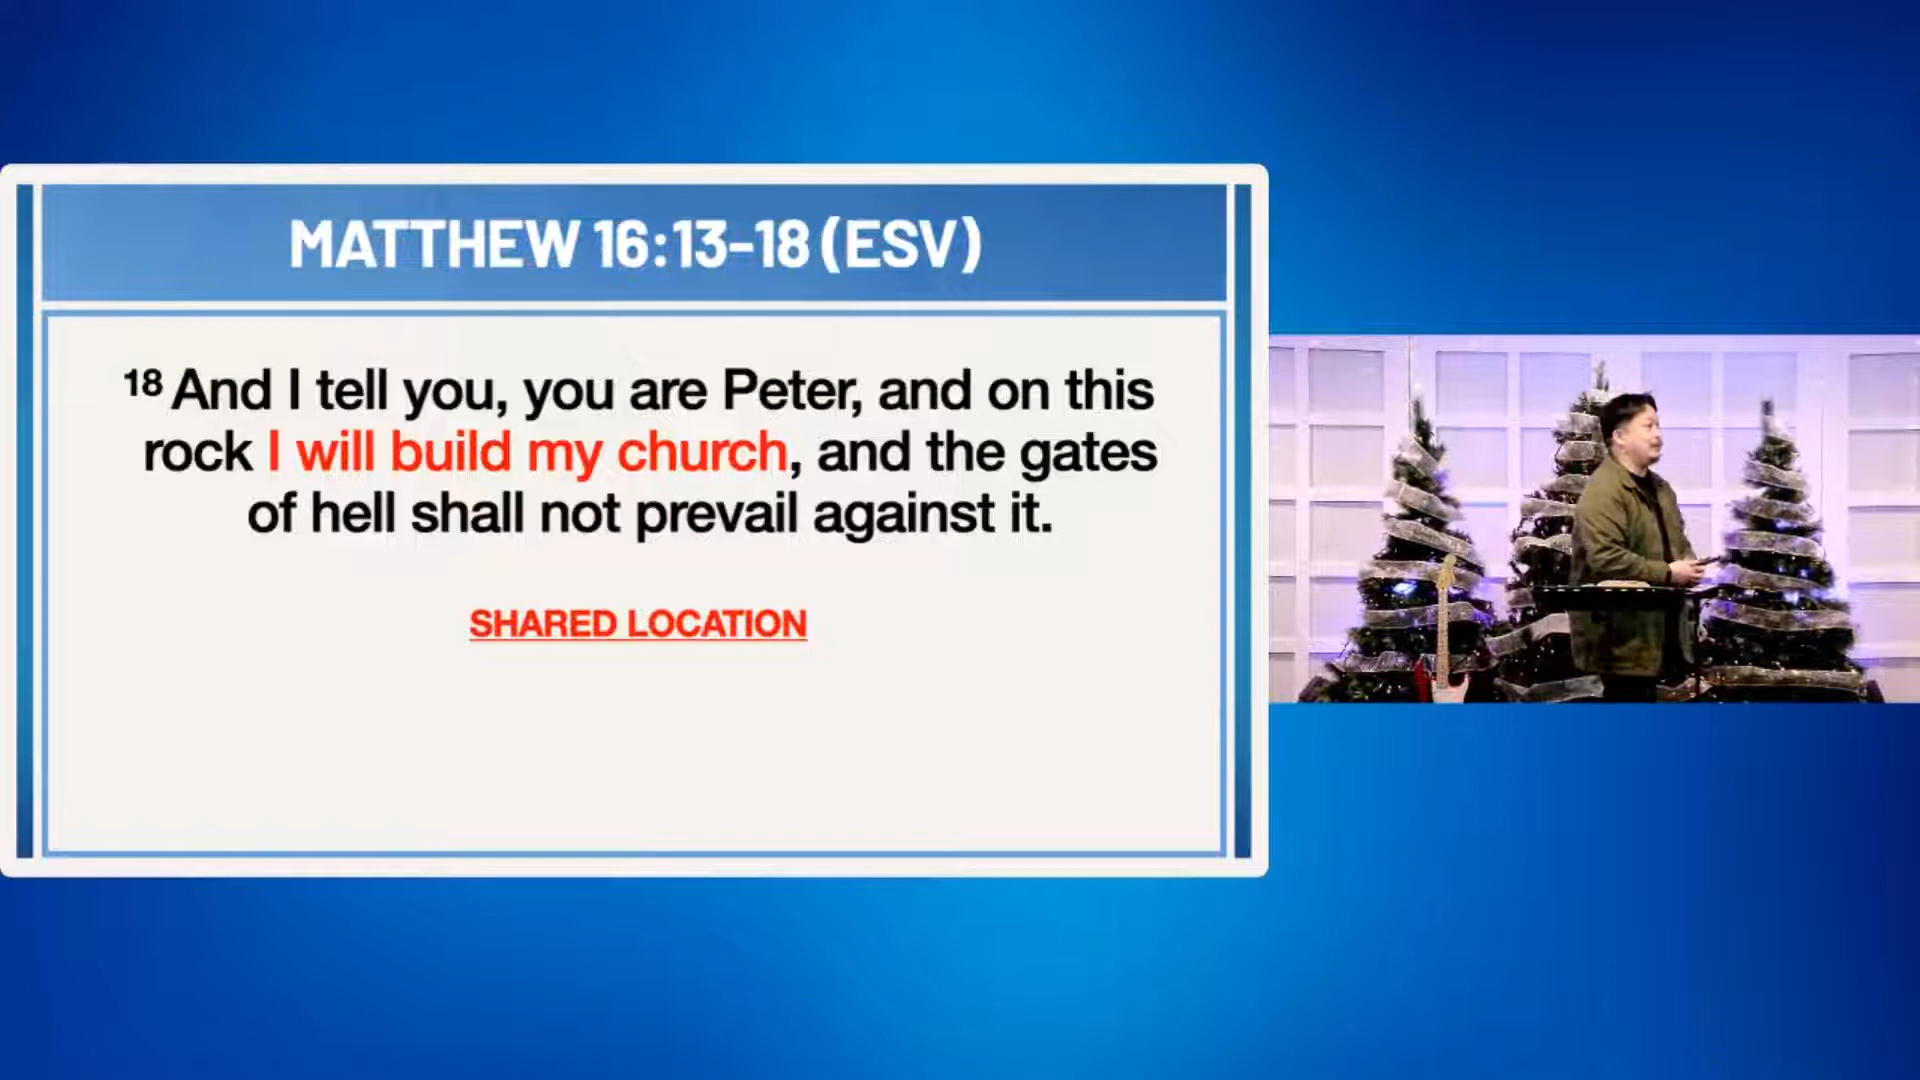 MATTHEW 16:13-18 (ESV)
18 And I tell you, you are Peter, and on this
rock I will build my church, and the gates
of hell shall not prevail against it.
SHARED LOCATION